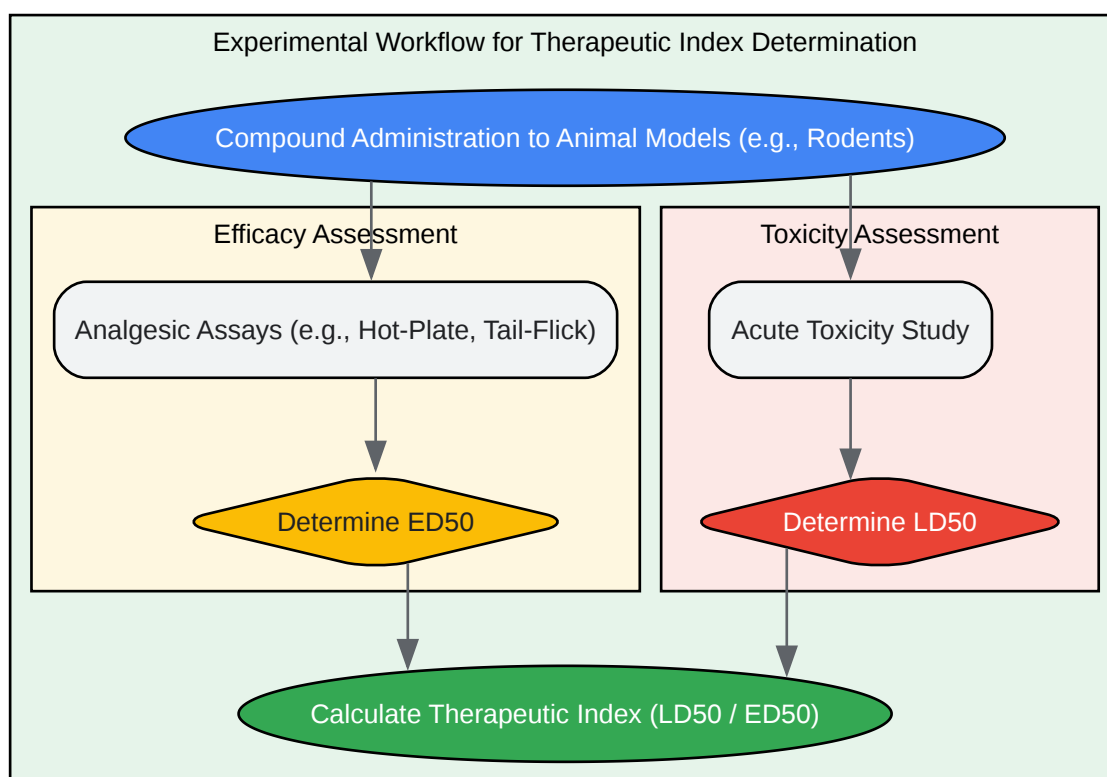 Experimental Workflow for Therapeutic Index Determination
Compound Administration to Animal Models (e.g., Rodents)
Efficacy Assessment
Toxicity Assessment
Analgesic Assays (e.g., Hot-Plate, Tail-Flick)
Acute Toxicity Study
Determine ED50
Determine LD50
Calculate Therapeutic Index (LD50 / ED50)